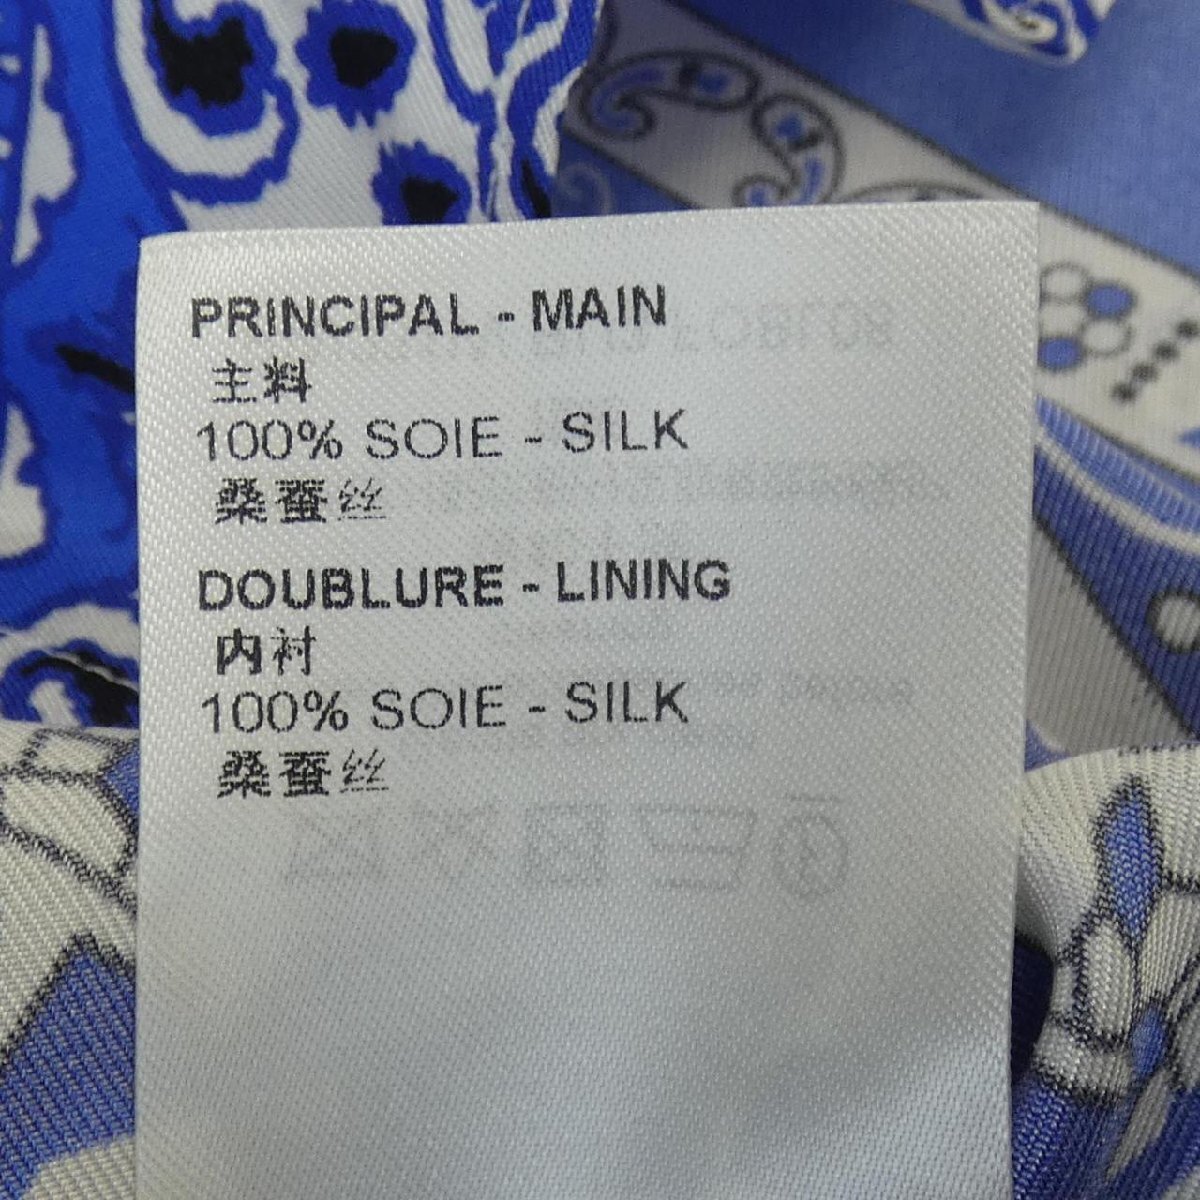 PRINCIPAL - MAIN
主料
100% SOIE - SILK
桑蚕丝
DOUBLURE - LINING
内衬
100% SOIE - SILK
桑蚕丝